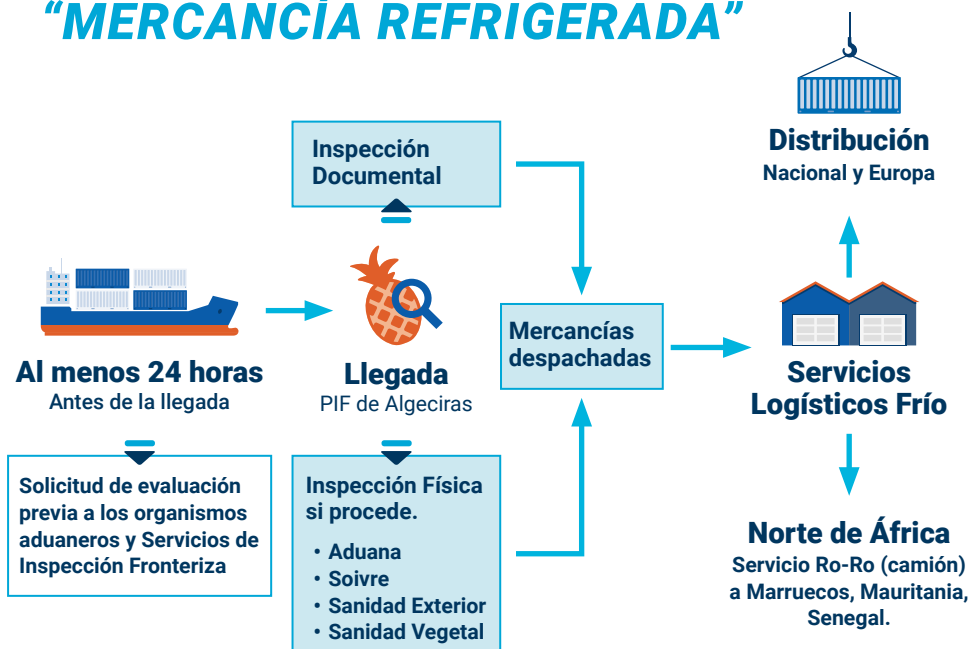 “MERCANCÍA REFRIGERADA”
Inspección
Documental
Distribución
Nacional y Europa
Al menos 24 horas
Antes de la llegada
Llegada
PIF de Algeciras
Mercancías
despachadas
Servicios
Logísticos Frío
Solicitud de evaluación
previa a los organismos
aduaneros y Servicios de
Inspección Fronteriza
Inspección Física
si procede.
· Aduana
· Soivre
· Sanidad Exterior
· Sanidad Vegetal
Norte de África
Servicio Ro-Ro (camión)
a Marruecos, Mauritania,
Senegal.